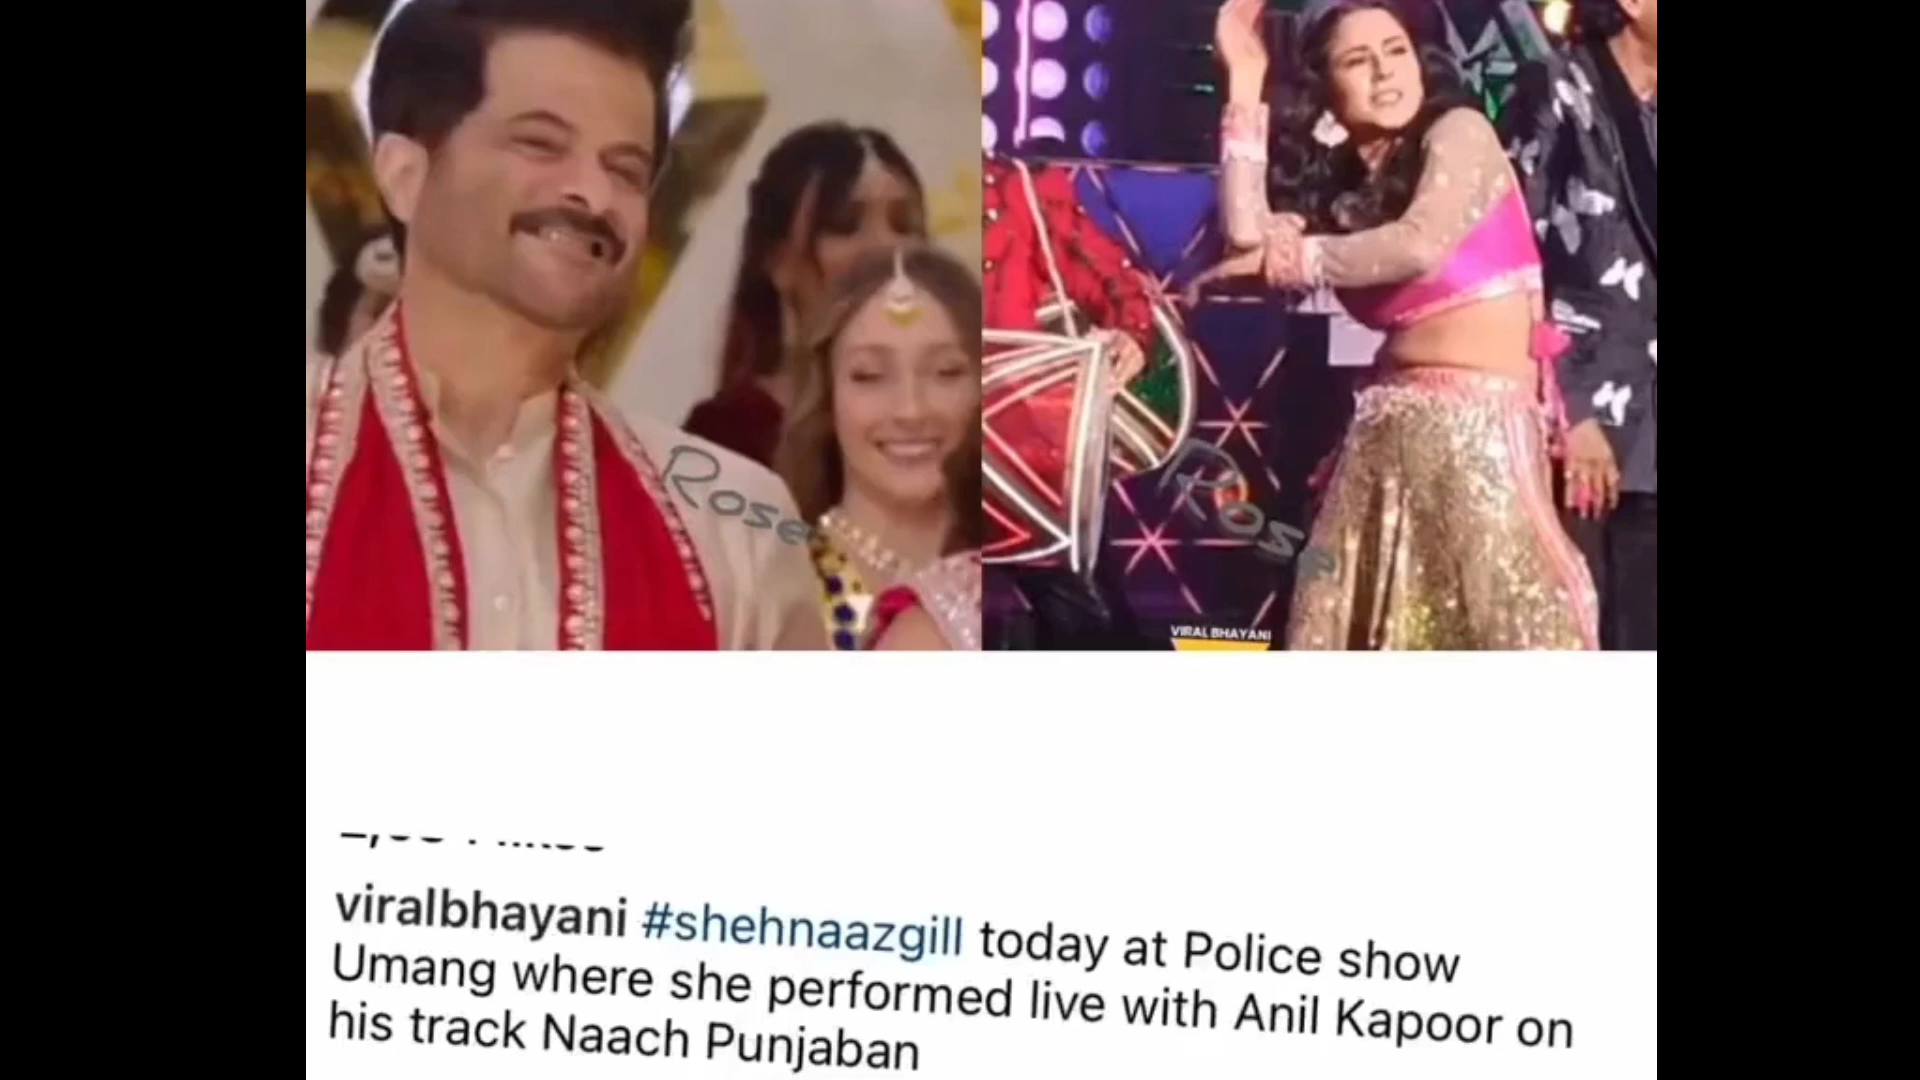 Rose
Rose
VIRAL BHAYANI
viralbhayani #shehnaazgill today at Police show
Umang where she performed live with Anil Kapoor on
his track Naach Punjaban